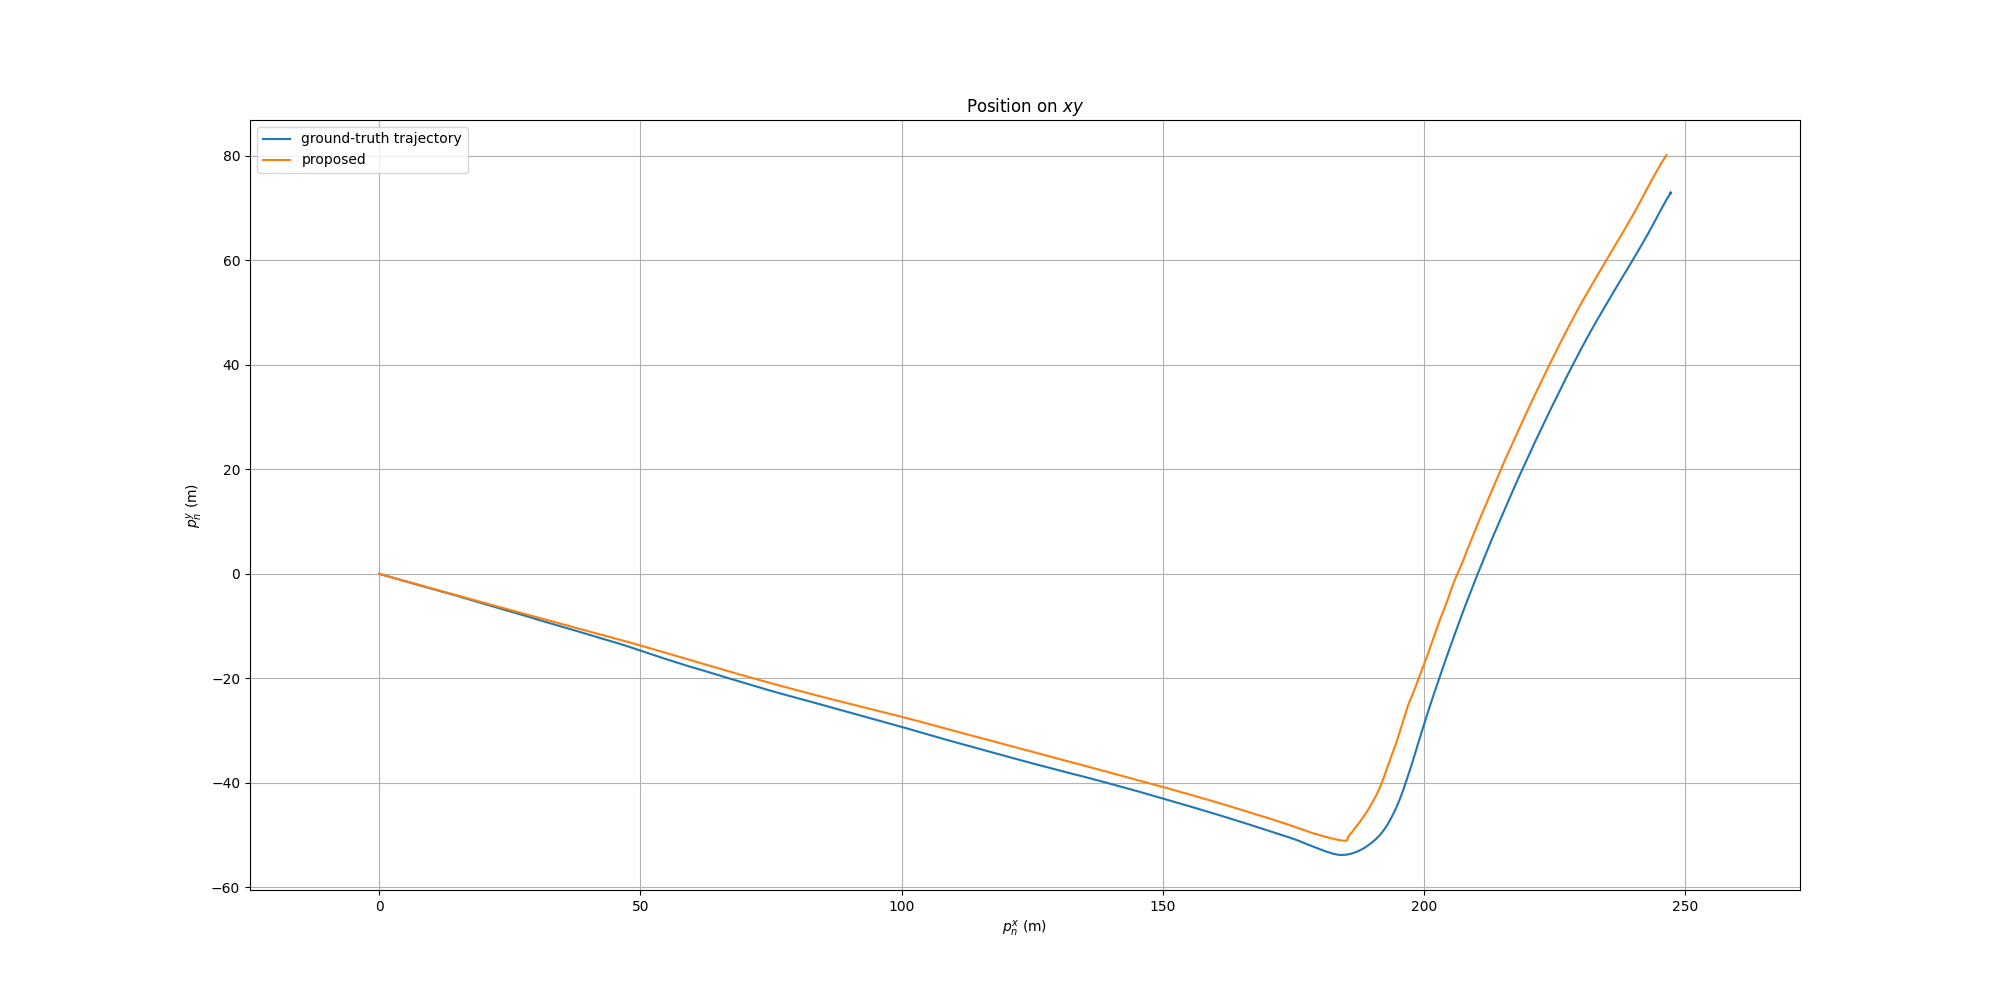 Position on xy
ground-truth trajectory
proposed
80
60
40
20
0
−20
−40
−60
p_n^y (m)
0 50 100 150 200 250
p_n^x (m)